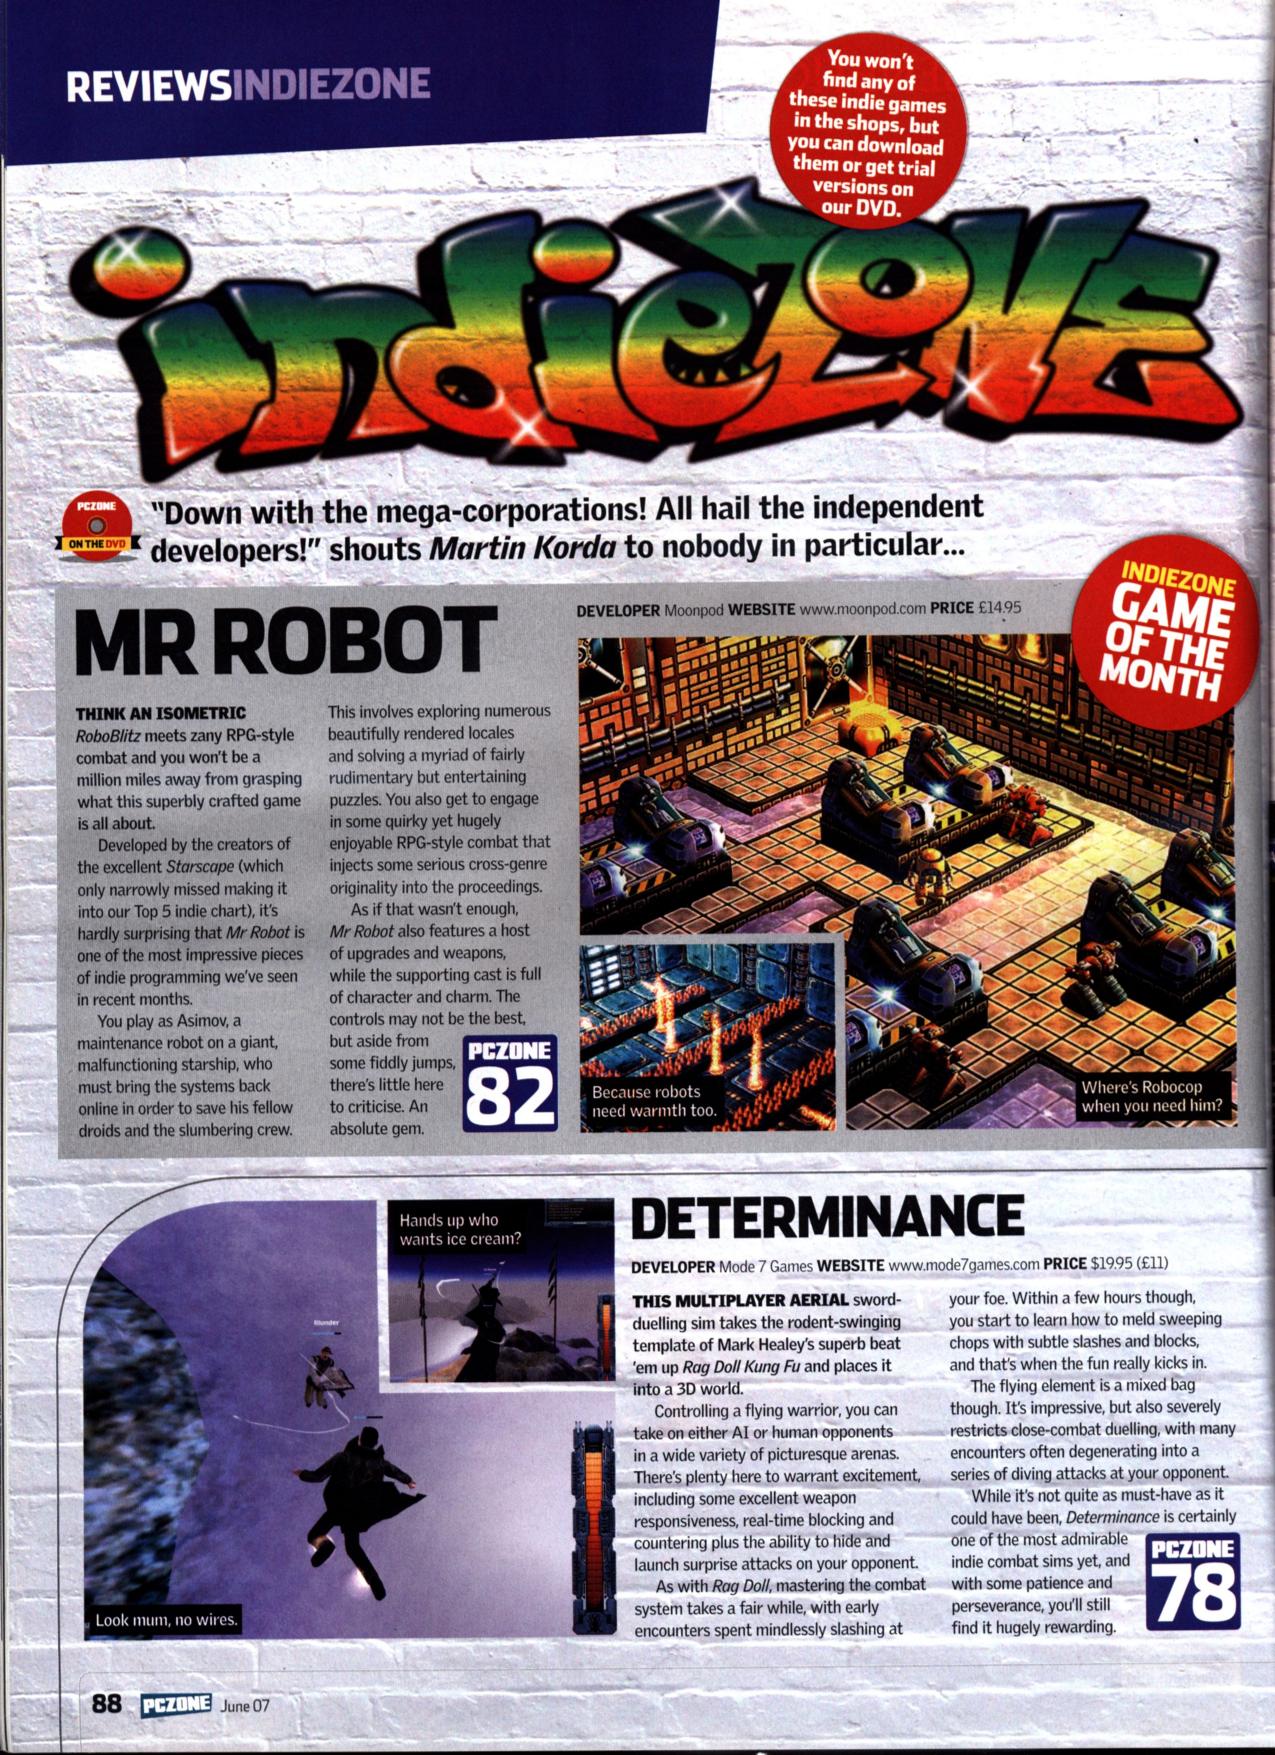 REVIEWSINDIEZONE
You won't
find any of
these indie games
in the shops, but
you can download
them or get trial
versions on
our DVD.
indiezONE
PCZONE
ON THE DVD
"Down with the mega-corporations! All hail the independent
developers!" shouts Martin Korda to nobody in particular...
INDIEZONE
GAME
OF THE
MONTH
MR ROBOT
DEVELOPER Moonpod WEBSITE www.moonpod.com PRICE £14.95
THINK AN ISOMETRIC
RoboBlitz meets zany RPG-style
combat and you won't be a
million miles away from grasping
what this superbly crafted game
is all about.
Developed by the creators of
the excellent Starscape (which
only narrowly missed making it
into our Top 5 indie chart), it's
hardly surprising that Mr Robot is
one of the most impressive pieces
of indie programming we've seen
in recent months.
You play as Asimov, a
maintenance robot on a giant,
malfunctioning starship, who
must bring the systems back
online in order to save his fellow
droids and the slumbering crew.
This involves exploring numerous
beautifully rendered locales
and solving a myriad of fairly
rudimentary but entertaining
puzzles. You also get to engage
in some quirky yet hugely
enjoyable RPG-style combat that
injects some serious cross-genre
originality into the proceedings.
As if that wasn't enough,
Mr Robot also features a host
of upgrades and weapons,
while the supporting cast is full
of character and charm. The
controls may not be the best,
but aside from
some fiddly jumps,
there's little here
to criticise. An
absolute gem.
PCZONE
82
Because robots
need warmth too.
Where's Robocop
when you need him?
Hands up who
wants ice cream?
Illunder
Look mum, no wires.
DETERMINANCE
DEVELOPER Mode 7 Games WEBSITE www.mode7games.com PRICE $19.95 (£11)
THIS MULTIPLAYER AERIAL sword-
duelling sim takes the rodent-swinging
template of Mark Healey's superb beat
'em up Rag Doll Kung Fu and places it
into a 3D world.
Controlling a flying warrior, you can
take on either AI or human opponents
in a wide variety of picturesque arenas.
There's plenty here to warrant excitement,
including some excellent weapon
responsiveness, real-time blocking and
countering plus the ability to hide and
launch surprise attacks on your opponent.
As with Rag Doll, mastering the combat
system takes a fair while, with early
encounters spent mindlessly slashing at
your foe. Within a few hours though,
you start to learn how to meld sweeping
chops with subtle slashes and blocks,
and that's when the fun really kicks in.
The flying element is a mixed bag
though. It's impressive, but also severely
restricts close-combat duelling, with many
encounters often degenerating into a
series of diving attacks at your opponent.
While it's not quite as must-have as it
could have been, Determinance is certainly
one of the most admirable
indie combat sims yet, and
with some patience and
perseverance, you'll still
find it hugely rewarding.
PCZONE
78
88 PCZONE June 07